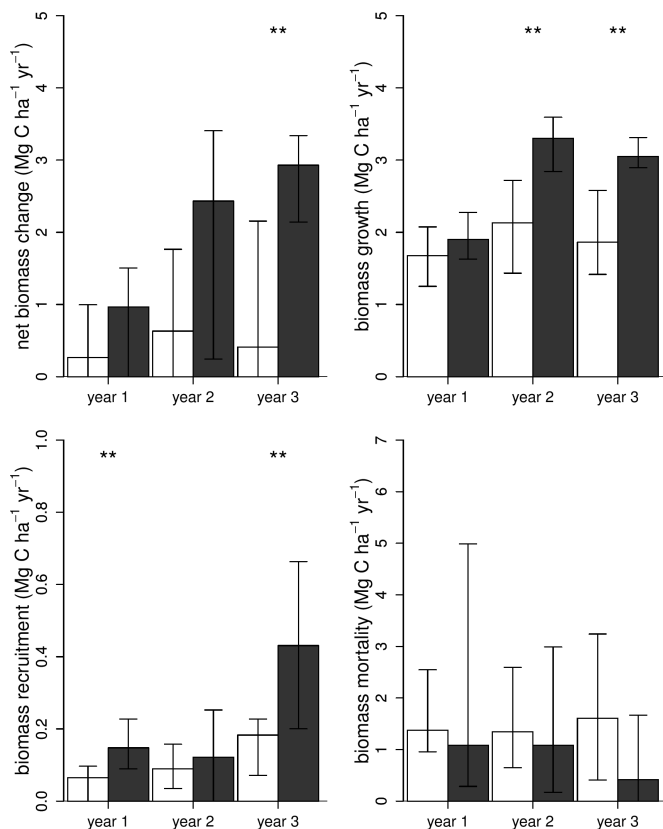 net biomass change (Mg C ha⁻¹ yr⁻¹)
0 1 2 3 4 5
**
year 1 year 2 year 3
biomass growth (Mg C ha⁻¹ yr⁻¹)
0 1 2 3 4 5
** **
year 1 year 2 year 3
biomass recruitment (Mg C ha⁻¹ yr⁻¹)
0.0 0.2 0.4 0.6 0.8 1.0
** **
year 1 year 2 year 3
biomass mortality (Mg C ha⁻¹ yr⁻¹)
0 1 2 3 4 5 6 7
year 1 year 2 year 3